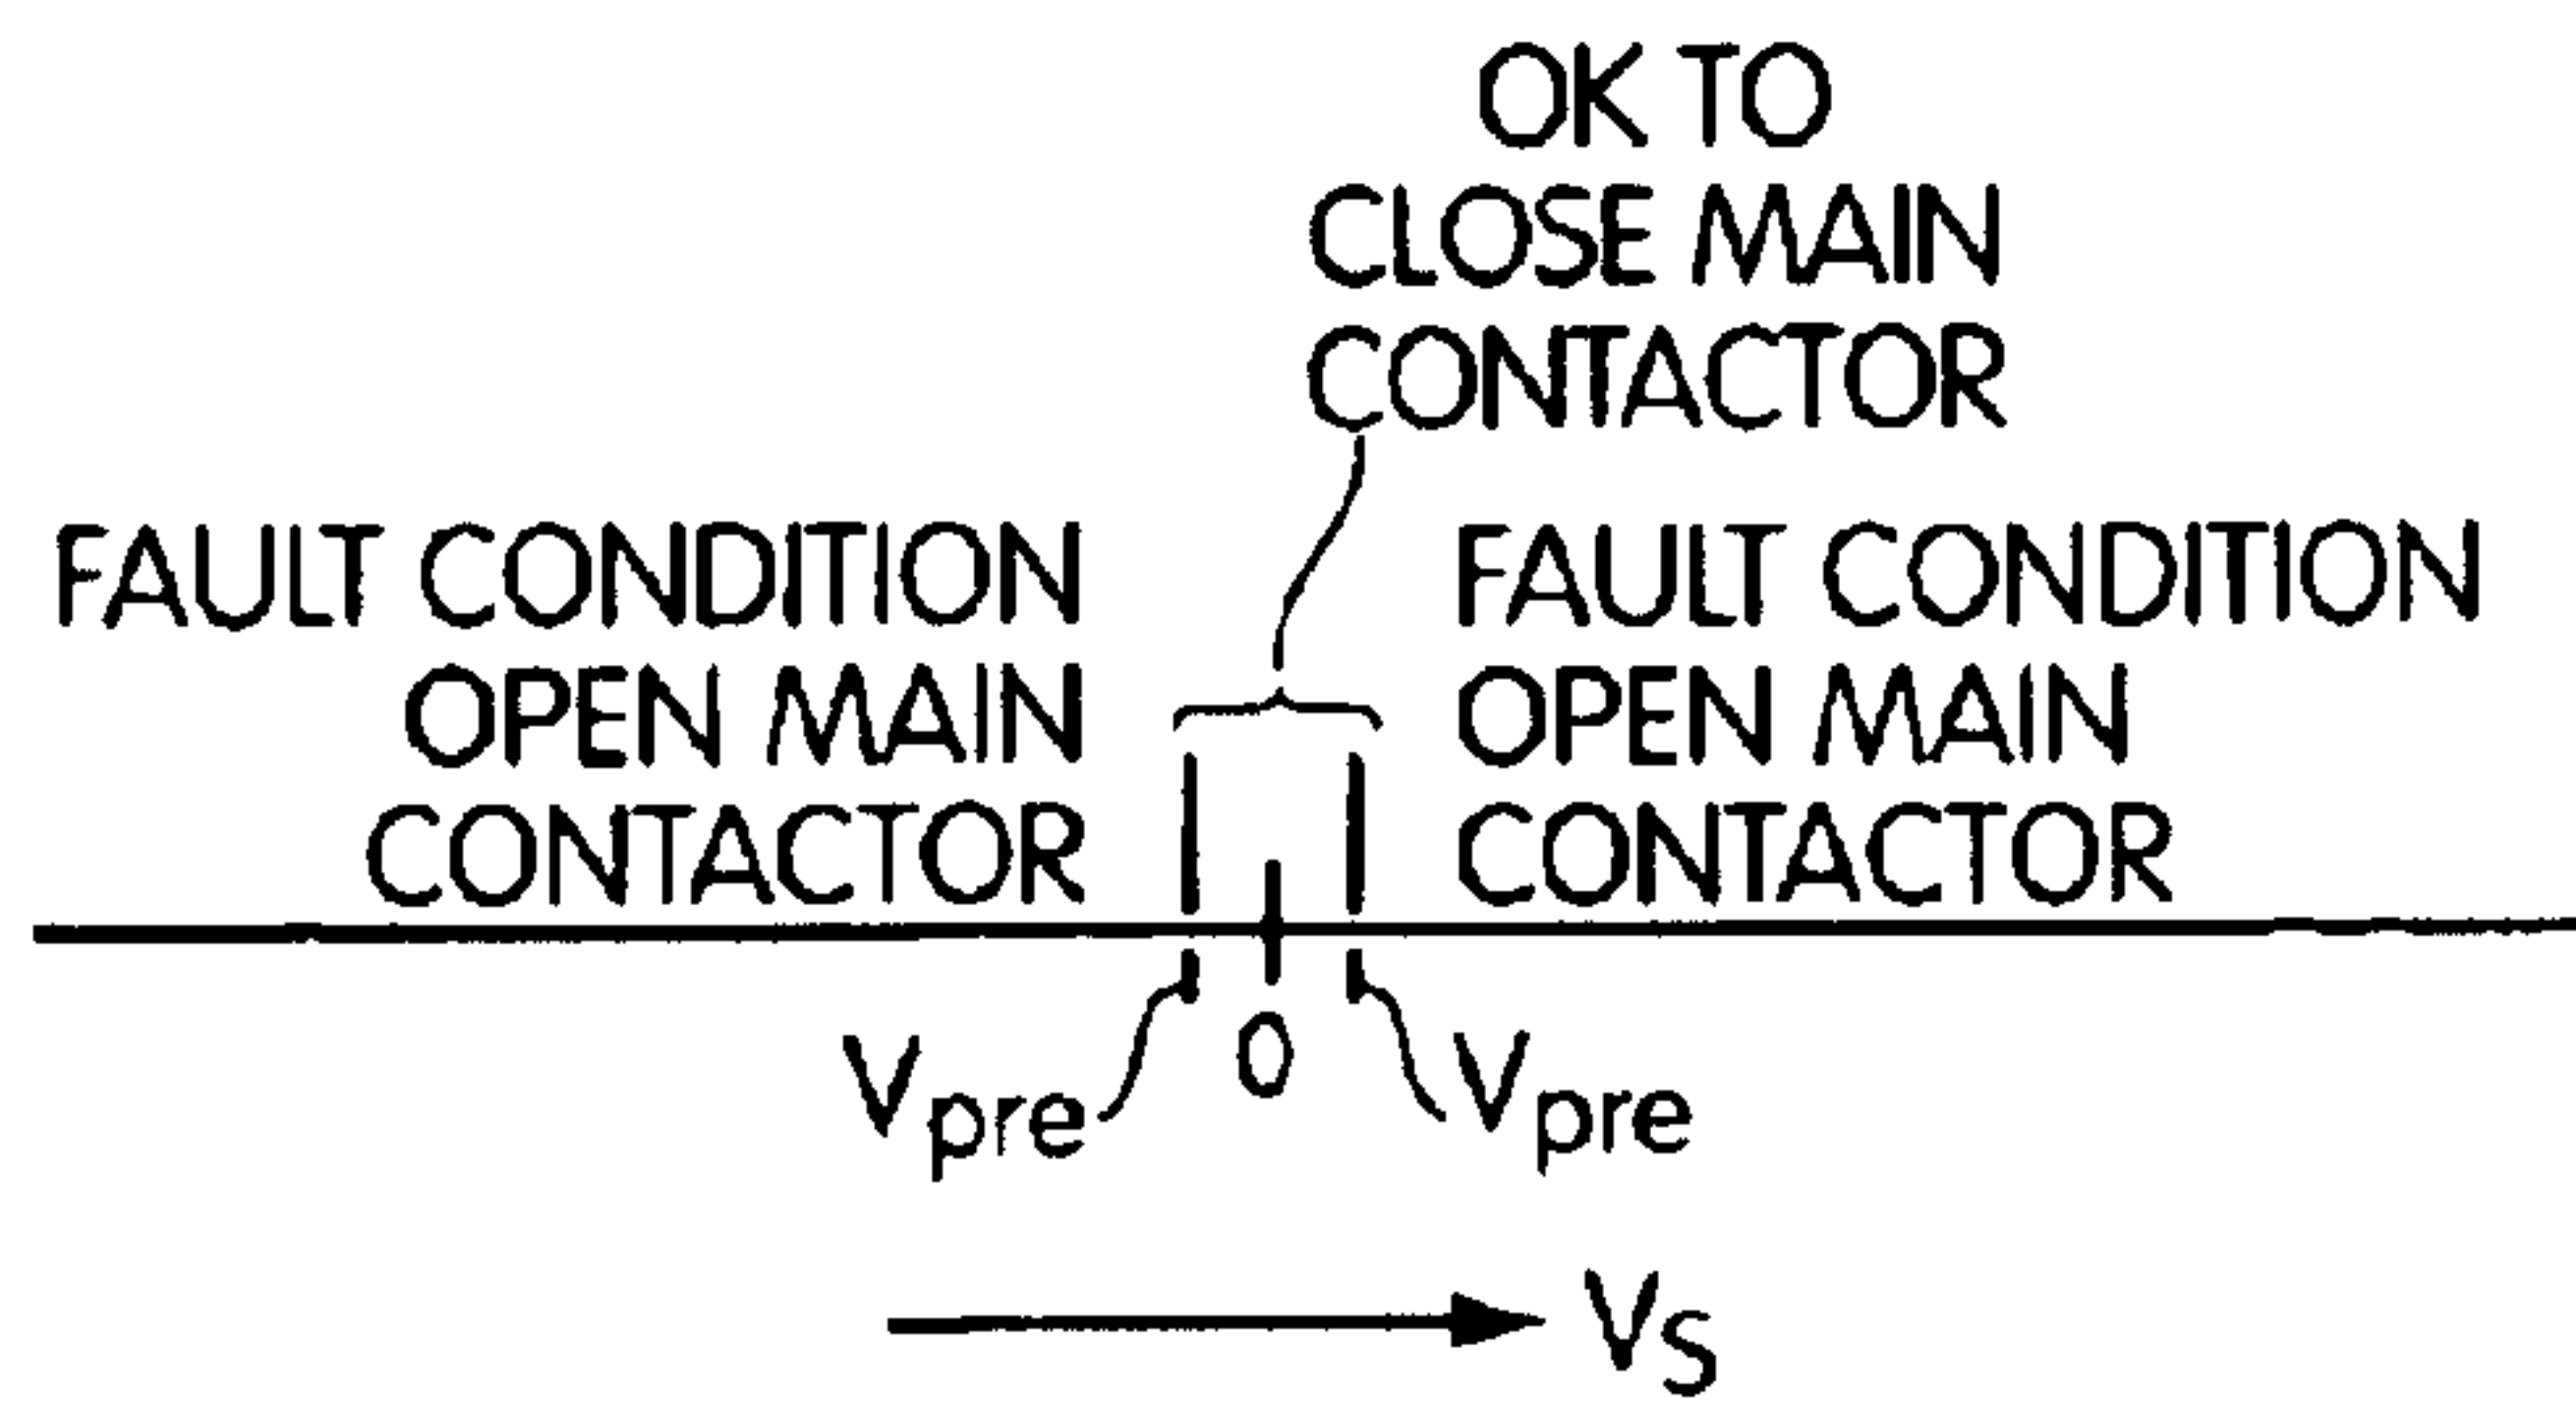 OK TO
CLOSE MAIN
CONTACTOR
FAULT CONDITION
OPEN MAIN
CONTACTOR
FAULT CONDITION
OPEN MAIN
CONTACTOR
Vpre
0
Vpre
VS